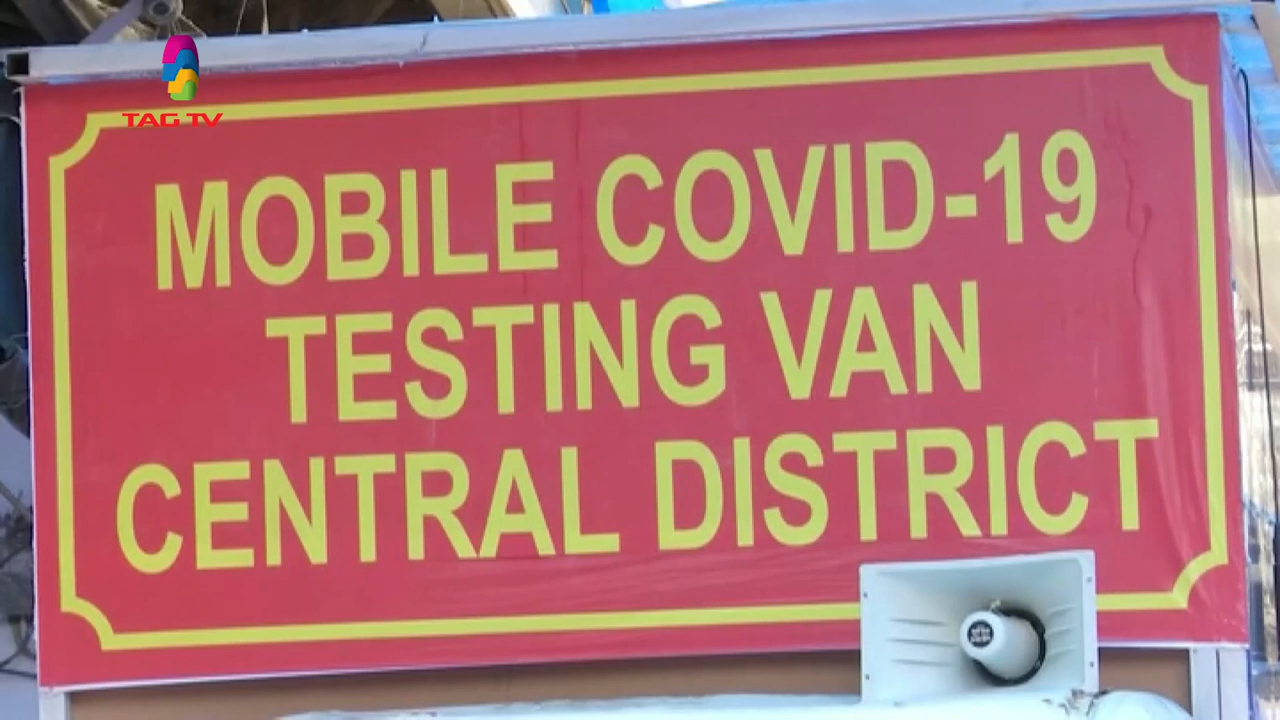 TAG TV
MOBILE COVID-19
TESTING VAN
CENTRAL DISTRICT